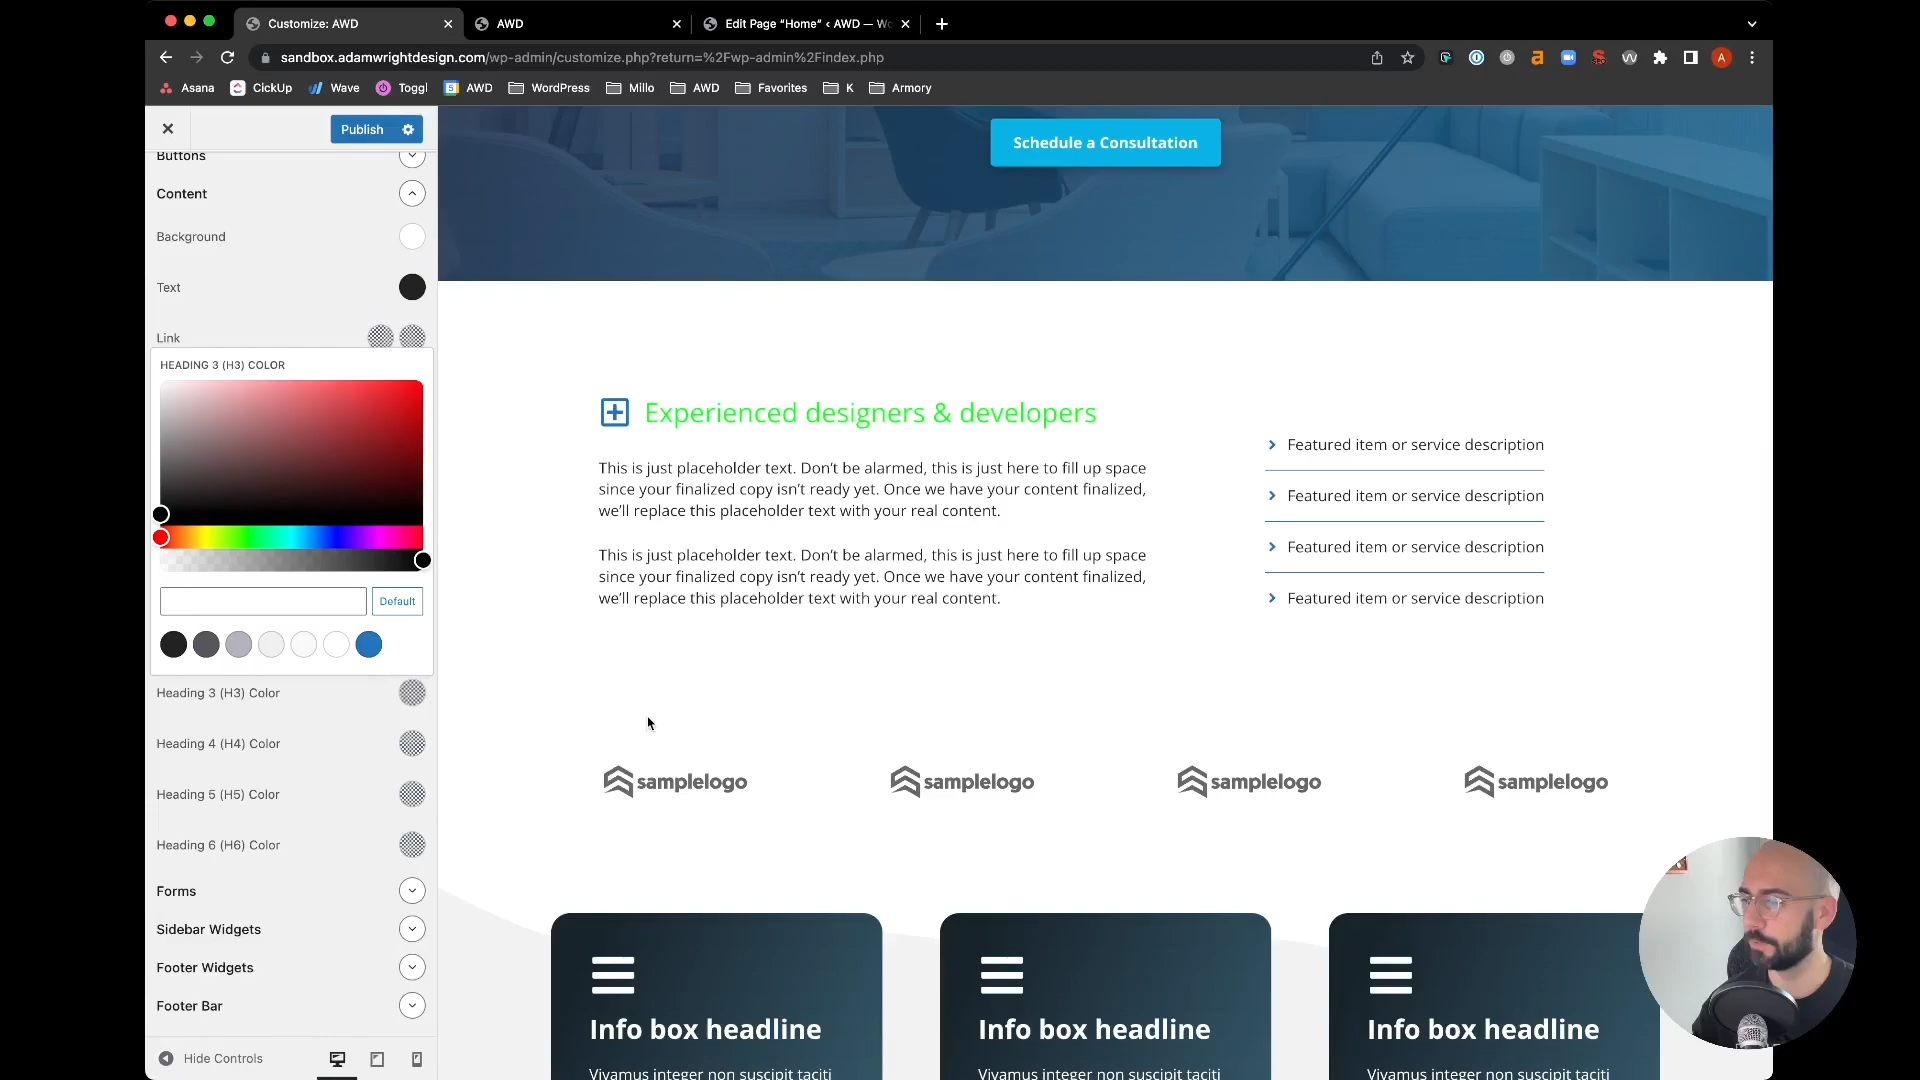 Customize: AWD
AWD
Edit Page “Home” ‹ AWD — Wo
sandbox.adamwrightdesign.com/wp-admin/customize.php?return=%2Fwp-admin%2Findex.php
Asana
ClickUp
Wave
Toggl
AWD
WordPress
Millo
AWD
Favorites
K
Armory
Publish
Buttons
Content
Background
Text
Link
HEADING 3 (H3) COLOR
Default
Heading 3 (H3) Color
Heading 4 (H4) Color
Heading 5 (H5) Color
Heading 6 (H6) Color
Forms
Sidebar Widgets
Footer Widgets
Footer Bar
Hide Controls
Schedule a Consultation
Experienced designers & developers
This is just placeholder text. Don’t be alarmed, this is just here to fill up space
since your finalized copy isn’t ready yet. Once we have your content finalized,
we’ll replace this placeholder text with your real content.
This is just placeholder text. Don’t be alarmed, this is just here to fill up space
since your finalized copy isn’t ready yet. Once we have your content finalized,
we’ll replace this placeholder text with your real content.
Featured item or service description
Featured item or service description
Featured item or service description
Featured item or service description
samplelogo
samplelogo
samplelogo
samplelogo
Info box headline
Vivamus integer non suscipit taciti
Info box headline
Vivamus integer non suscipit taciti
Info box headline
Vivamus integer non suscipit taciti